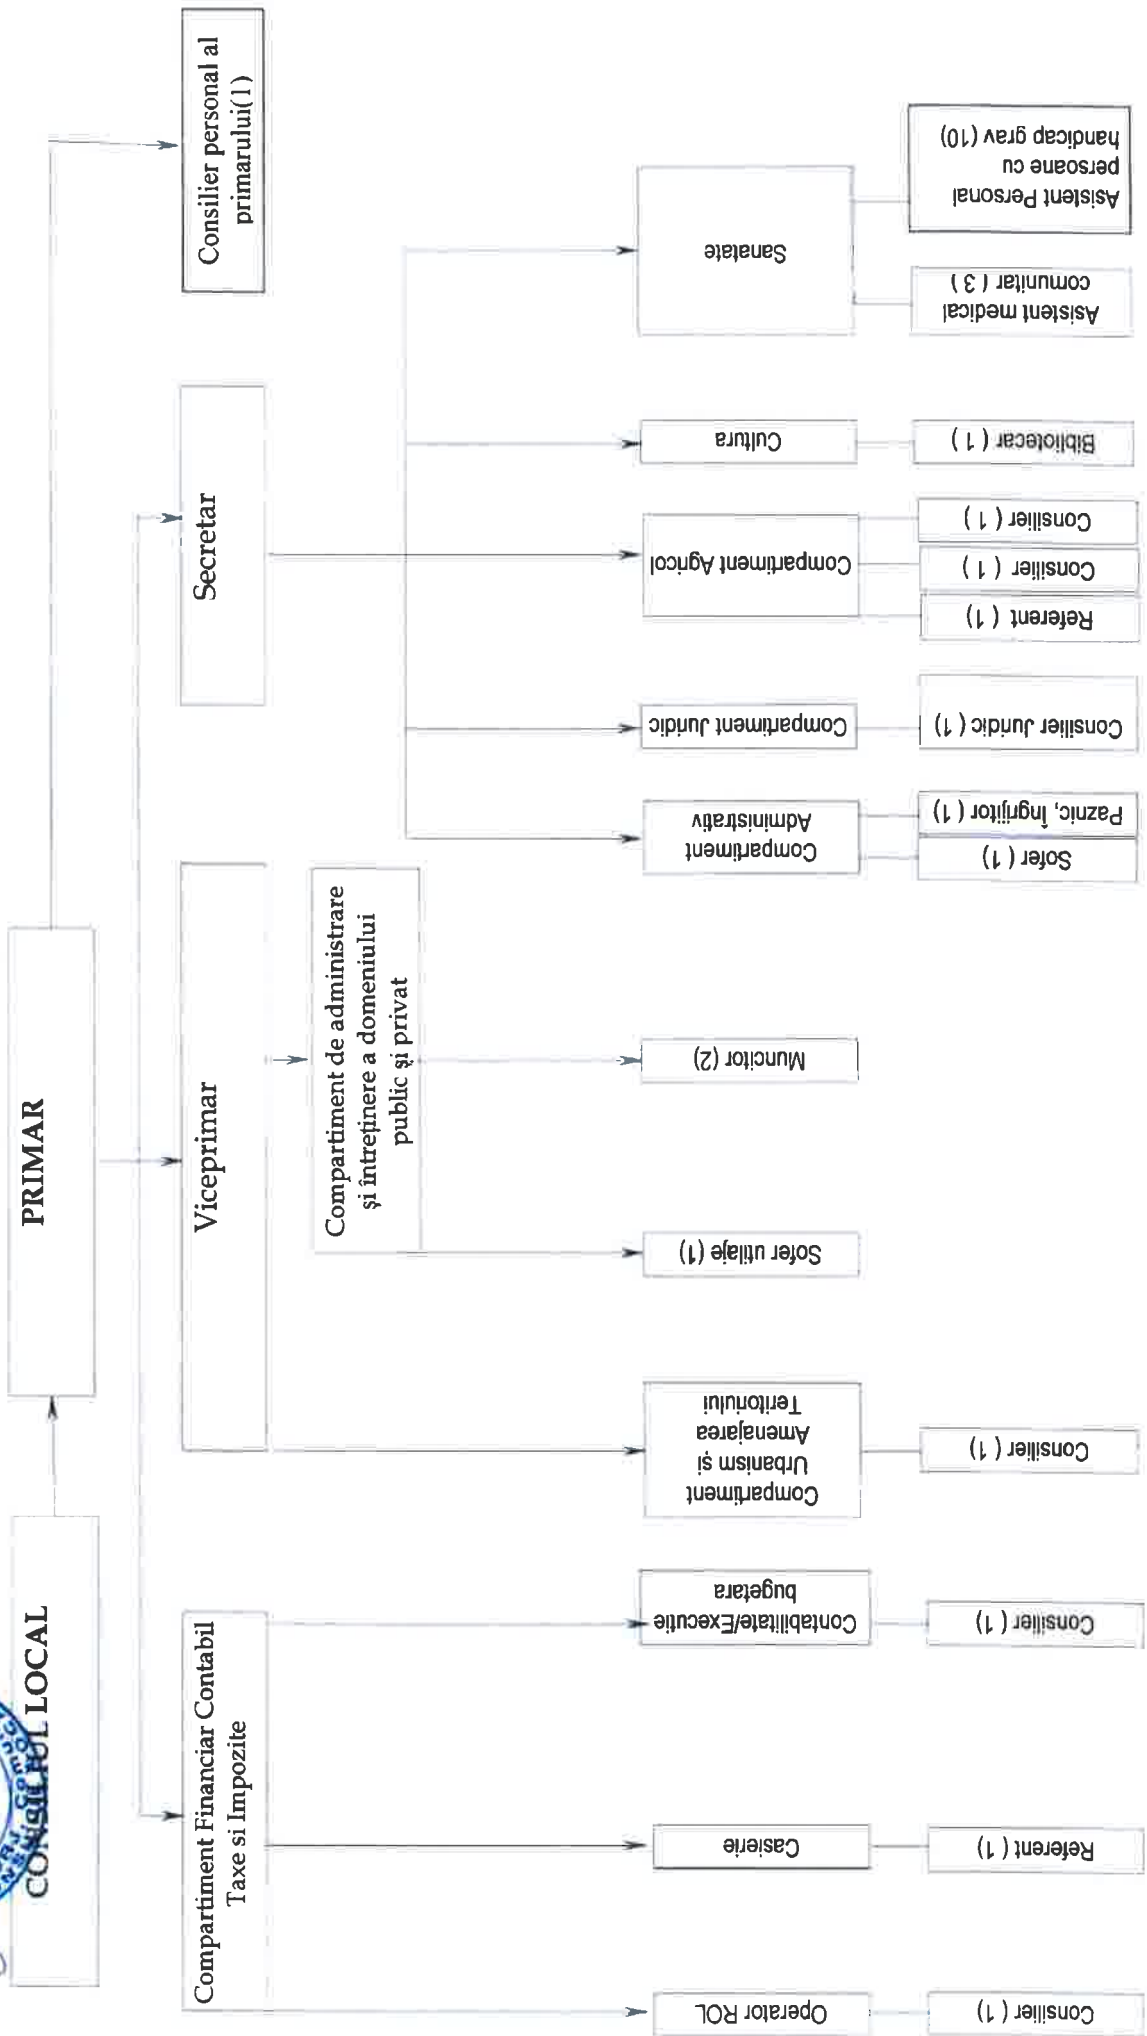 CONSILIUL LOCAL
PRIMAR
Compartiment Financiar Contabil
Taxe si Impozite
Viceprimar
Secretar
Consilier personal al
primarului(1)
Compartiment de administrare
și întreținere a domeniului
public și privat
Operator ROL
Casierie
Contabilitate/Executie
bugetara
Compartiment
Urbanism și
Amenajarea
Teritoriului
Sofer utilaje (1)
Muncitor (2)
Compartiment
Administrativ
Compartiment Juridic
Compartiment Agricol
Cultura
Sanatate
Consilier ( 1 )
Referent ( 1 )
Consilier ( 1 )
Consilier ( 1 )
Sofer ( 1 )
Paznic, Îngrijitor ( 1 )
Consilier Juridic ( 1 )
Referent ( 1 )
Consilier ( 1 )
Consilier ( 1 )
Bibliotecar ( 1 )
Asistent medical
comunitar ( 3 )
Asistent Personal
persoane cu
handicap grav (10)